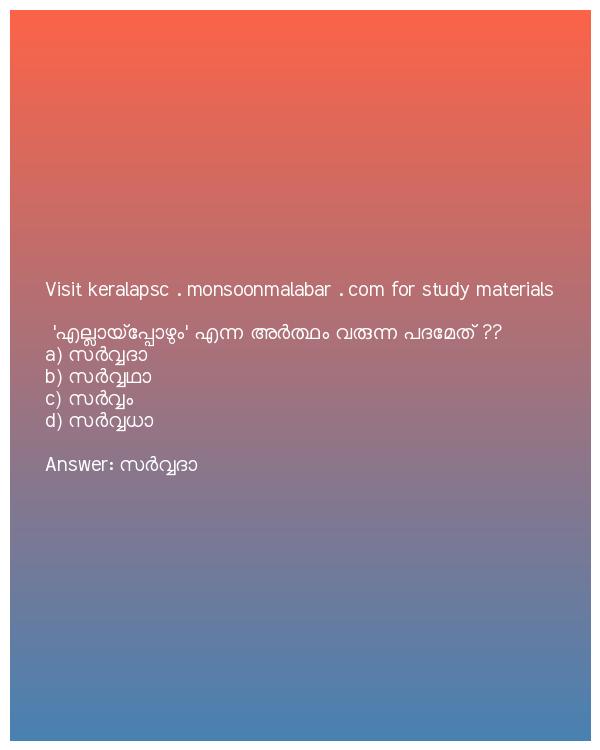 Visit keralapsc . monsoonmalabar . com for study materials
'എല്ലായ്പ്പോഴും' എന്ന അർത്ഥം വരുന്ന പദമേത് ??
a) സർവ്വദാ
b) സർവ്വഥാ
c) സർവ്വം
d) സർവ്വധാ
Answer: സർവ്വദാ